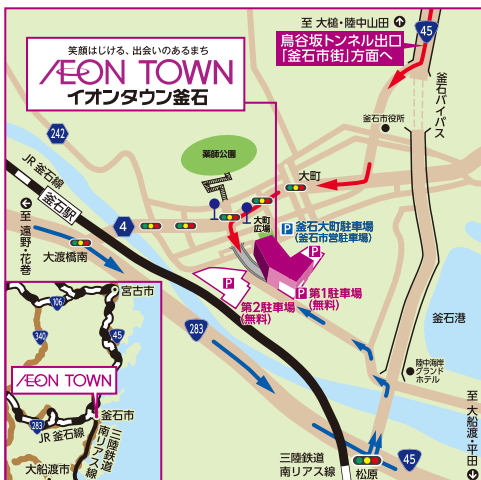 至 大槌・陸中山田
45
鳥谷坂トンネル出口
「釜石市街」方面へ
笑顔はじける、出会いのあるまち
ÆON TOWN
イオンタウン釜石
釜石バイパス
釜石市役所
242
薬師公園
JR 釜石線
釜石駅
大町
至 遠野・花巻
4
大町
広場
P 釜石大町駐車場
(釜石市営駐車場)
大渡橋南
P
P
P
第1駐車場
(無料)
第2駐車場
(無料)
283
釜石港
陸中海岸
グランド
ホテル
宮古市
106
45
340
ÆON TOWN
283
釜石市
JR 釜石線
三陸鉄道
南リアス線
大船渡市
三陸鉄道
南リアス線
松原
45
至 大船渡・平田